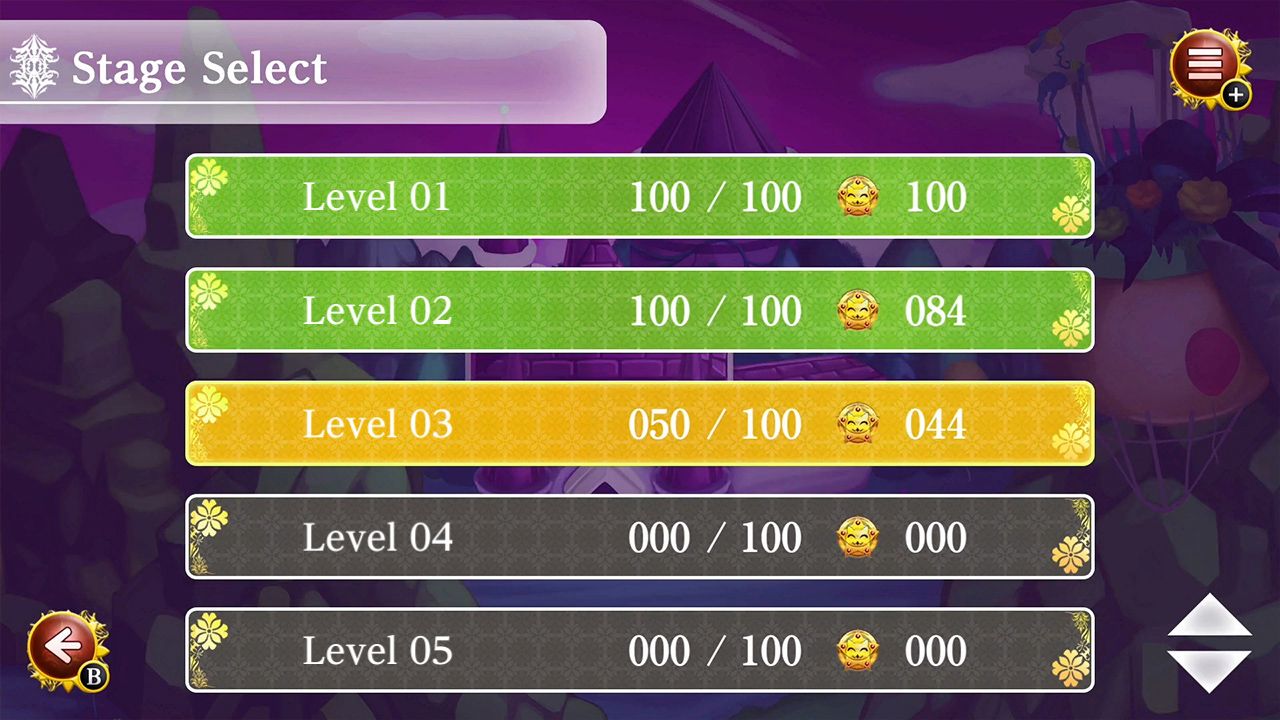 Stage Select
+
Level 01 100 / 100 100
Level 02 100 / 100 084
Level 03 050 / 100 044
Level 04 000 / 100 000
Level 05 000 / 100 000
B